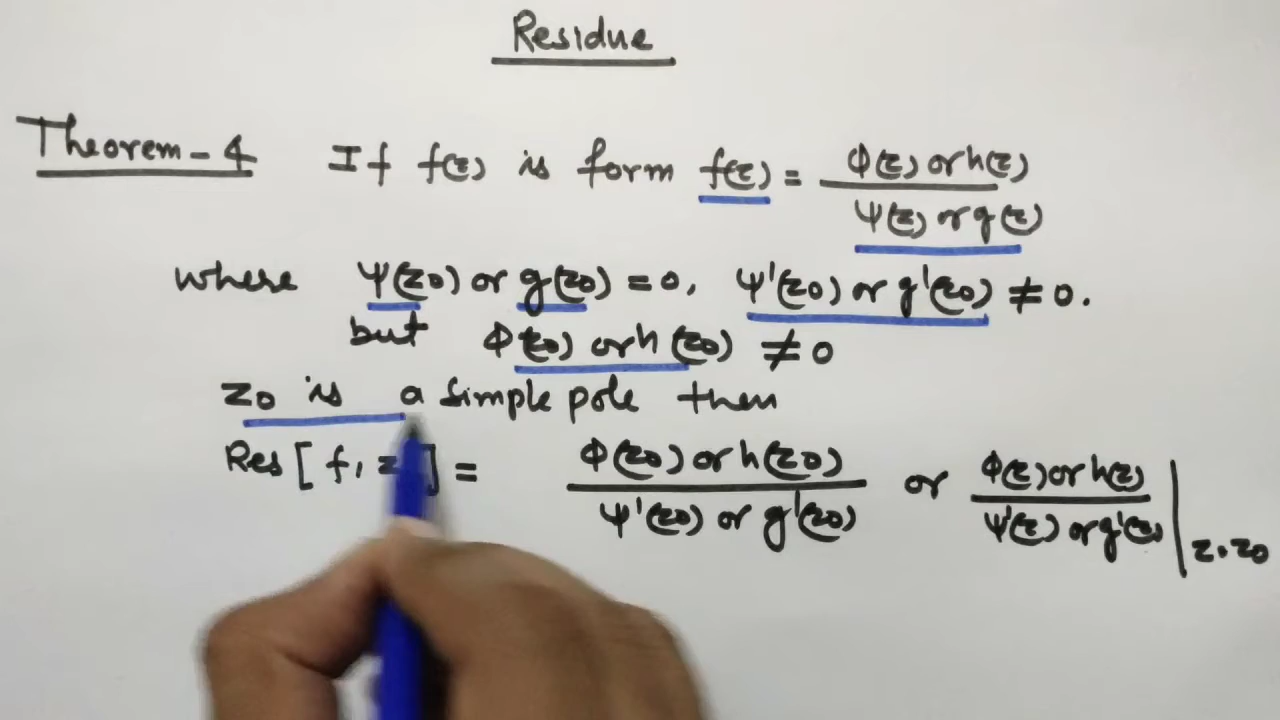 Residue
Theorem-4 If f(z) is form f(z) = Φ(z) or h(z) / Ψ(z) or g(z)
where Ψ(z0) or g(z0) = 0, Ψ'(z0) or g'(z0) ≠ 0.
but Φ(z0) or h(z0) ≠ 0
z0 is a simple pole then
Res [ f, z ] = Φ(z0) or h(z0) / Ψ'(z0) or g'(z0) or Φ(z) or h(z) / Ψ'(z) or g'(z) | z=z0